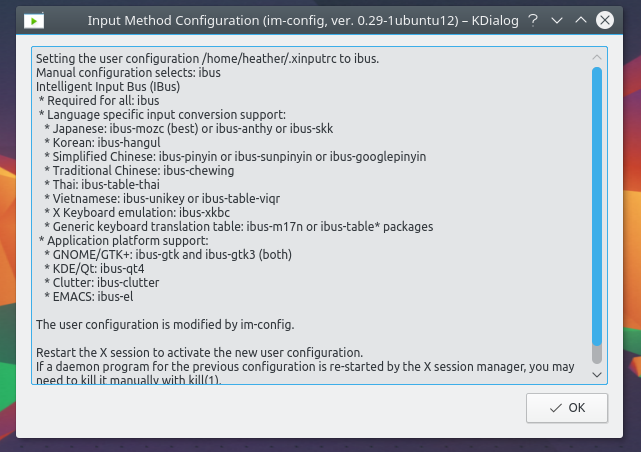 Input Method Configuration (im-config, ver. 0.29-1ubuntu12) – KDialog
Setting the user configuration /home/heather/.xinputrc to ibus.
Manual configuration selects: ibus
Intelligent Input Bus (IBus)
* Required for all: ibus
* Language specific input conversion support:
* Japanese: ibus-mozc (best) or ibus-anthy or ibus-skk
* Korean: ibus-hangul
* Simplified Chinese: ibus-pinyin or ibus-sunpinyin or ibus-googlepinyin
* Traditional Chinese: ibus-chewing
* Thai: ibus-table-thai
* Vietnamese: ibus-unikey or ibus-table-viqr
* X Keyboard emulation: ibus-xkbc
* Generic keyboard translation table: ibus-m17n or ibus-table* packages
* Application platform support:
* GNOME/GTK+: ibus-gtk and ibus-gtk3 (both)
* KDE/Qt: ibus-qt4
* Clutter: ibus-clutter
* EMACS: ibus-el
The user configuration is modified by im-config.
Restart the X session to activate the new user configuration.
If a daemon program for the previous configuration is re-started by the X session manager, you may
need to kill it manually with kill(1).
OK